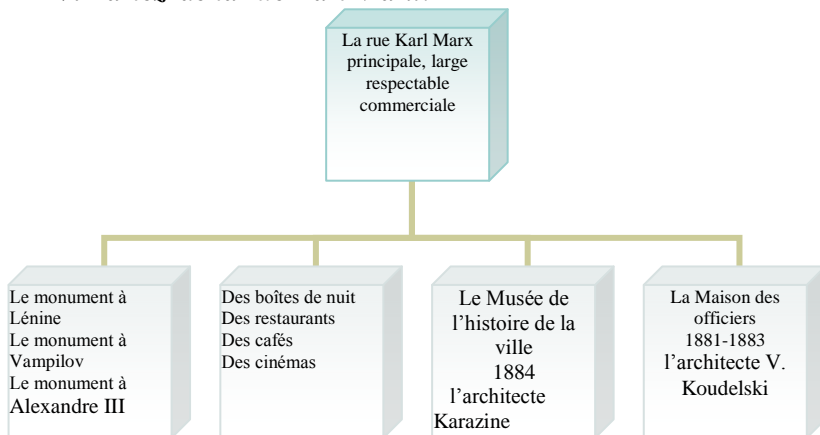 La rue Karl Marx
principale, large
respectable
commerciale
Le monument à
Lénine
Le monument à
Vampilov
Le monument à
Alexandre III
Des boîtes de nuit
Des restaurants
Des cafés
Des cinémas
Le Musée de
l’histoire de la
ville
1884
l’architecte
Karazine
La Maison des
officiers
1881-1883
l’architecte V.
Koudelski